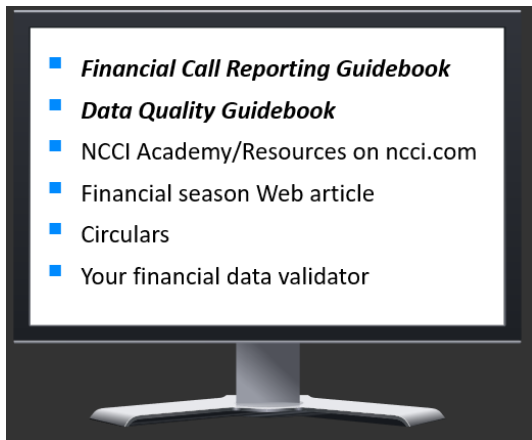 Financial Call Reporting Guidebook
Data Quality Guidebook
NCCI Academy/Resources on ncci.com
Financial season Web article
Circulars
Your financial data validator